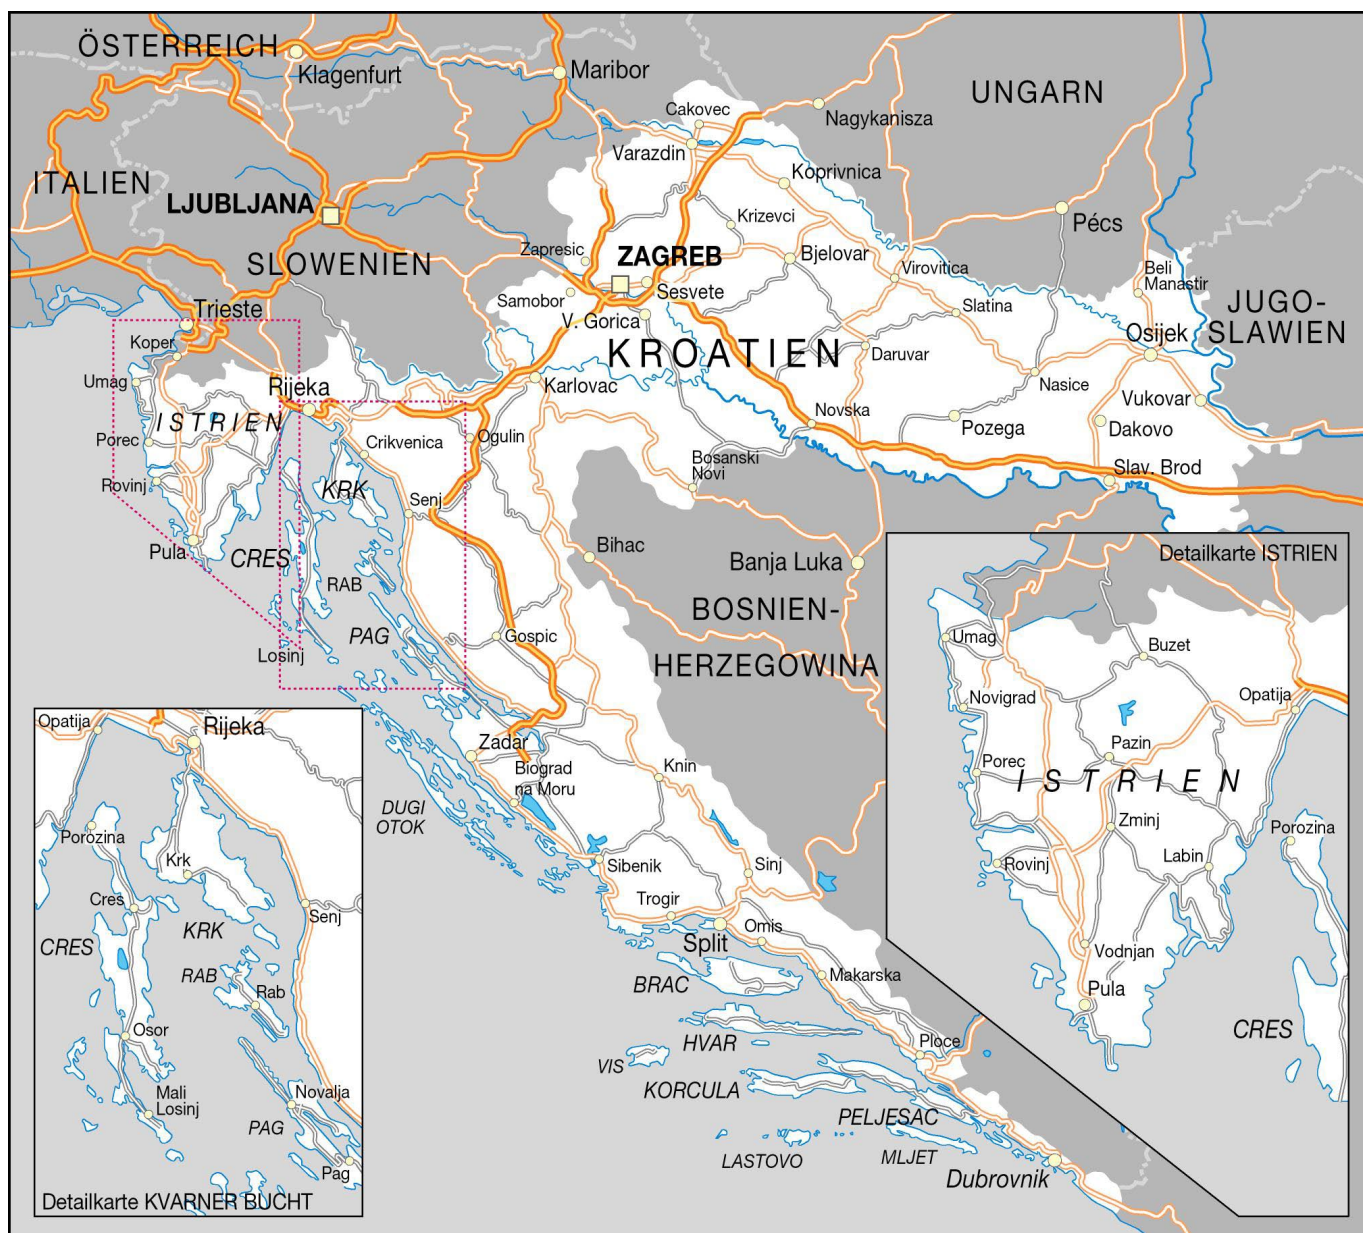 ÖSTERREICH
Klagenfurt
Maribor
UNGARN
Cakovec
Nagykanisza
Varazdin
ITALIEN
Koprivnica
LJUBLJANA
Krizevci
Pécs
SLOWENIEN
Zapresic
ZAGREB
Bjelovar
Virovitica
Beli
Manastir
Samobor
Sesvete
JUGO-
SLAWIEN
Trieste
V. Gorica
Slatina
Koper
KROATIEN
Osijek
Daruvar
Umag
Rijeka
Karlovac
Nasice
Vukovar
ISTRIEN
Novska
Pozega
Dakovo
Porec
Crikvenica
Ogulin
Bosanski
Novi
Slav. Brod
Rovinj
KRK
Senj
Pula
CRES
Bihac
Banja Luka
RAB
BOSNIEN-
HERZEGOWINA
PAG
Gospic
Losinj
Zadar
Biograd
na Moru
Knin
DUGI
OTOK
Sibenik
Sinj
Trogir
Split
Omis
BRAC
Makarska
HVAR
VIS
Ploce
KORCULA
PELJESAC
LASTOVO
MLJET
Dubrovnik
Detailkarte ISTRIEN
Umag
Buzet
Novigrad
Opatija
Pazin
Porec
ISTRIEN
Zminj
Porozina
Rovinj
Labin
Vodnjan
Pula
CRES
Opatija
Rijeka
Porozina
Krk
Cres
Senj
KRK
CRES
RAB
Rab
Osor
Mali
Losinj
Novalja
PAG
Pag
Detailkarte KVARNER BUCHT